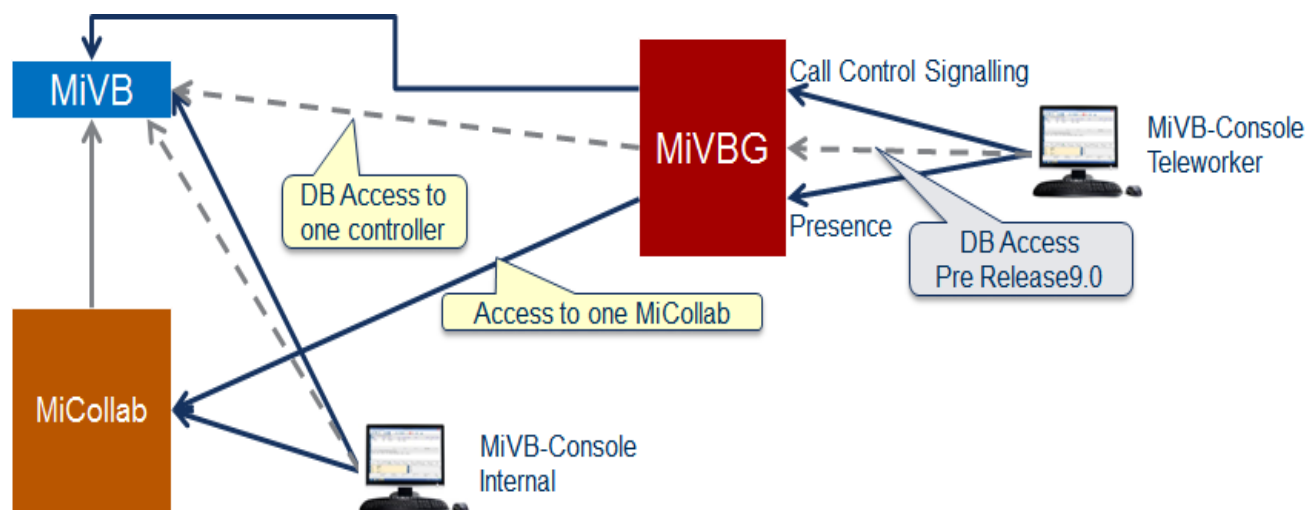 MiVB
Call Control Signalling
MiVBG
MiVB-Console
Teleworker
DB Access to
one controller
Presence
DB Access
Pre Release9.0
Access to one MiCollab
MiCollab
MiVB-Console
Internal